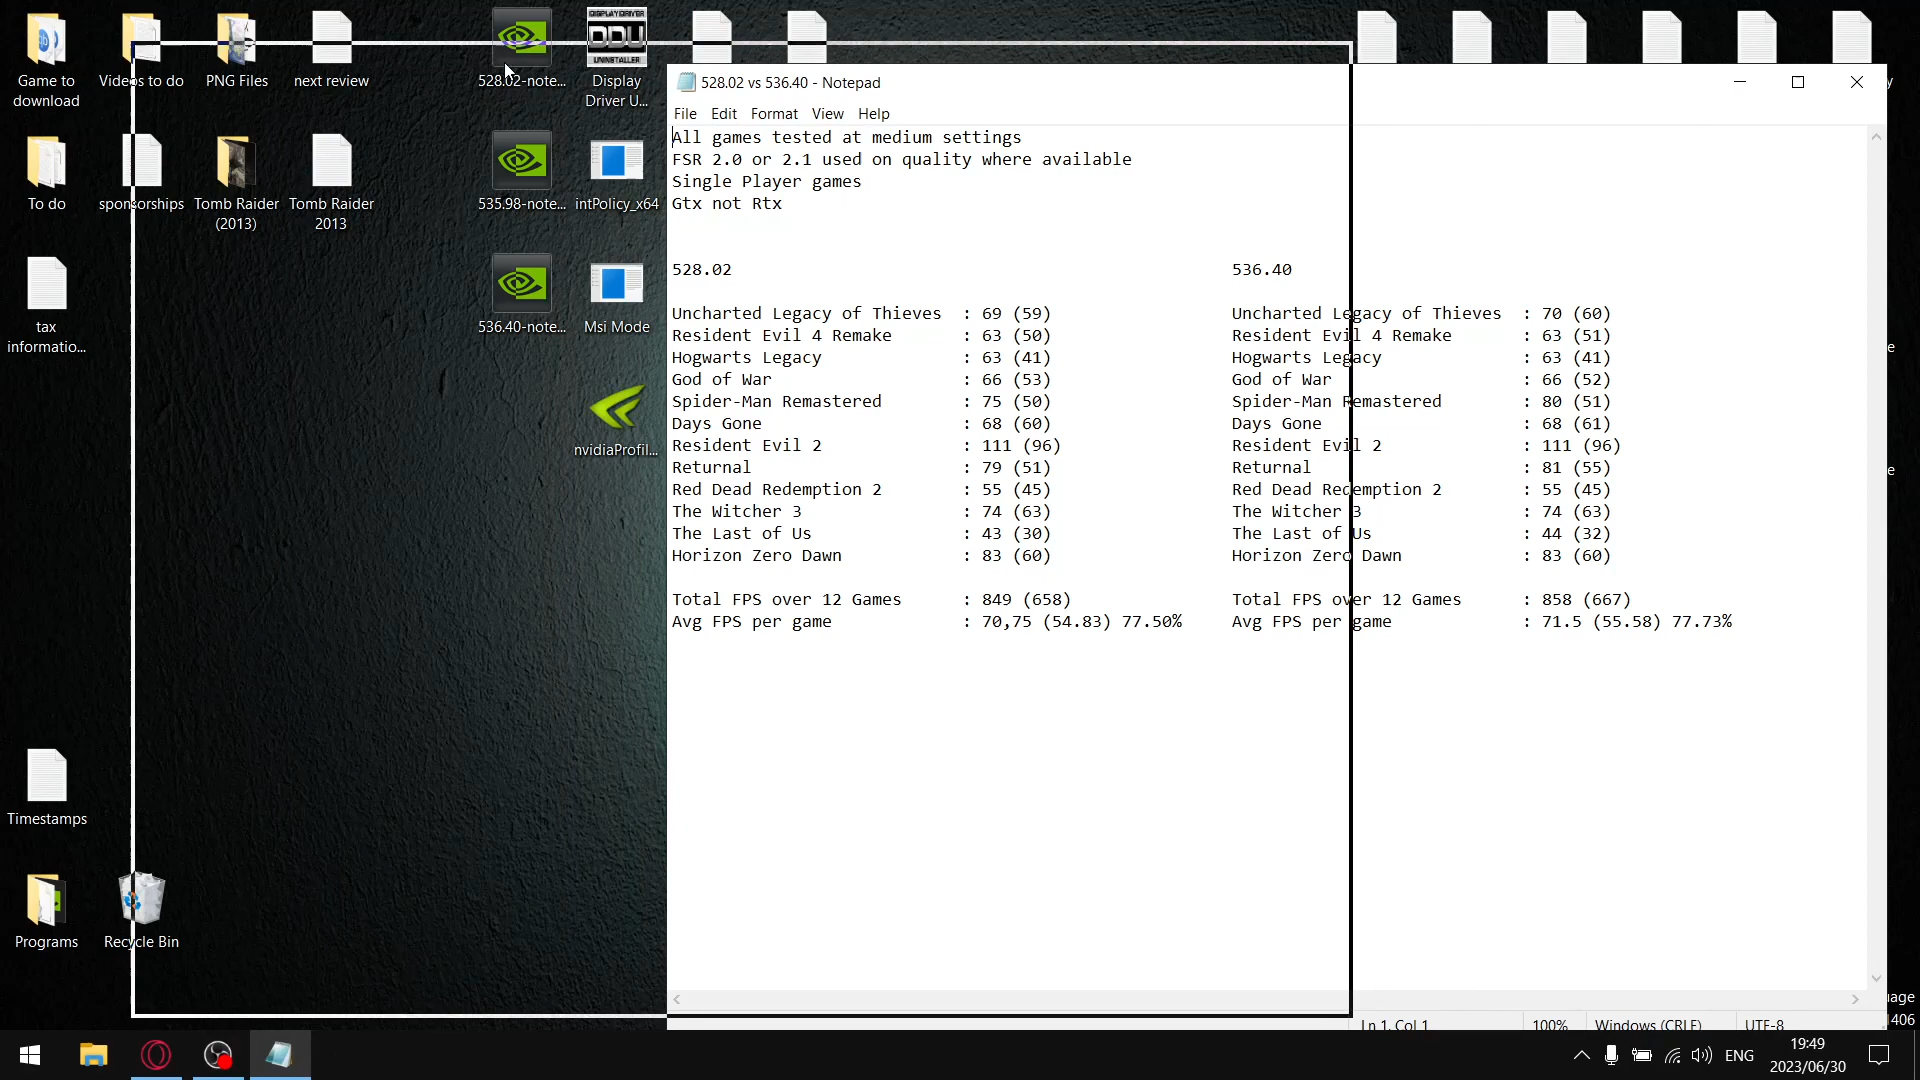 Game to download
Videos to do
PNG Files
next review
528.02-note...
DISPLAY DRIVER
DDU
UNINSTALLER
Display Driver U...
To do
sponsorships
Tomb Raider (2013)
Tomb Raider 2013
535.98-note...
intPolicy_x64
tax informatio...
536.40-note...
Msi Mode
nvidiaProfil...
Timestamps
Programs
Recycle Bin
528.02 vs 536.40 - Notepad
File Edit Format View Help
All games tested at medium settings
FSR 2.0 or 2.1 used on quality where available
Single Player games
Gtx not Rtx
528.02 536.40
Uncharted Legacy of Thieves : 69 (59) Uncharted Legacy of Thieves : 70 (60)
Resident Evil 4 Remake : 63 (50) Resident Evil 4 Remake : 63 (51)
Hogwarts Legacy : 63 (41) Hogwarts Legacy : 63 (41)
God of War : 66 (53) God of War : 66 (52)
Spider-Man Remastered : 75 (50) Spider-Man Remastered : 80 (51)
Days Gone : 68 (60) Days Gone : 68 (61)
Resident Evil 2 : 111 (96) Resident Evil 2 : 111 (96)
Returnal : 79 (51) Returnal : 81 (55)
Red Dead Redemption 2 : 55 (45) Red Dead Redemption 2 : 55 (45)
The Witcher 3 : 74 (63) The Witcher 3 : 74 (63)
The Last of Us : 43 (30) The Last of Us : 44 (32)
Horizon Zero Dawn : 83 (60) Horizon Zero Dawn : 83 (60)
Total FPS over 12 Games : 849 (658) Total FPS over 12 Games : 858 (667)
Avg FPS per game : 70,75 (54.83) 77.50% Avg FPS per game : 71.5 (55.58) 77.73%
Ln 1, Col 1 100% Windows (CRLF) UTF-8
406
ENG
19:49
2023/06/30